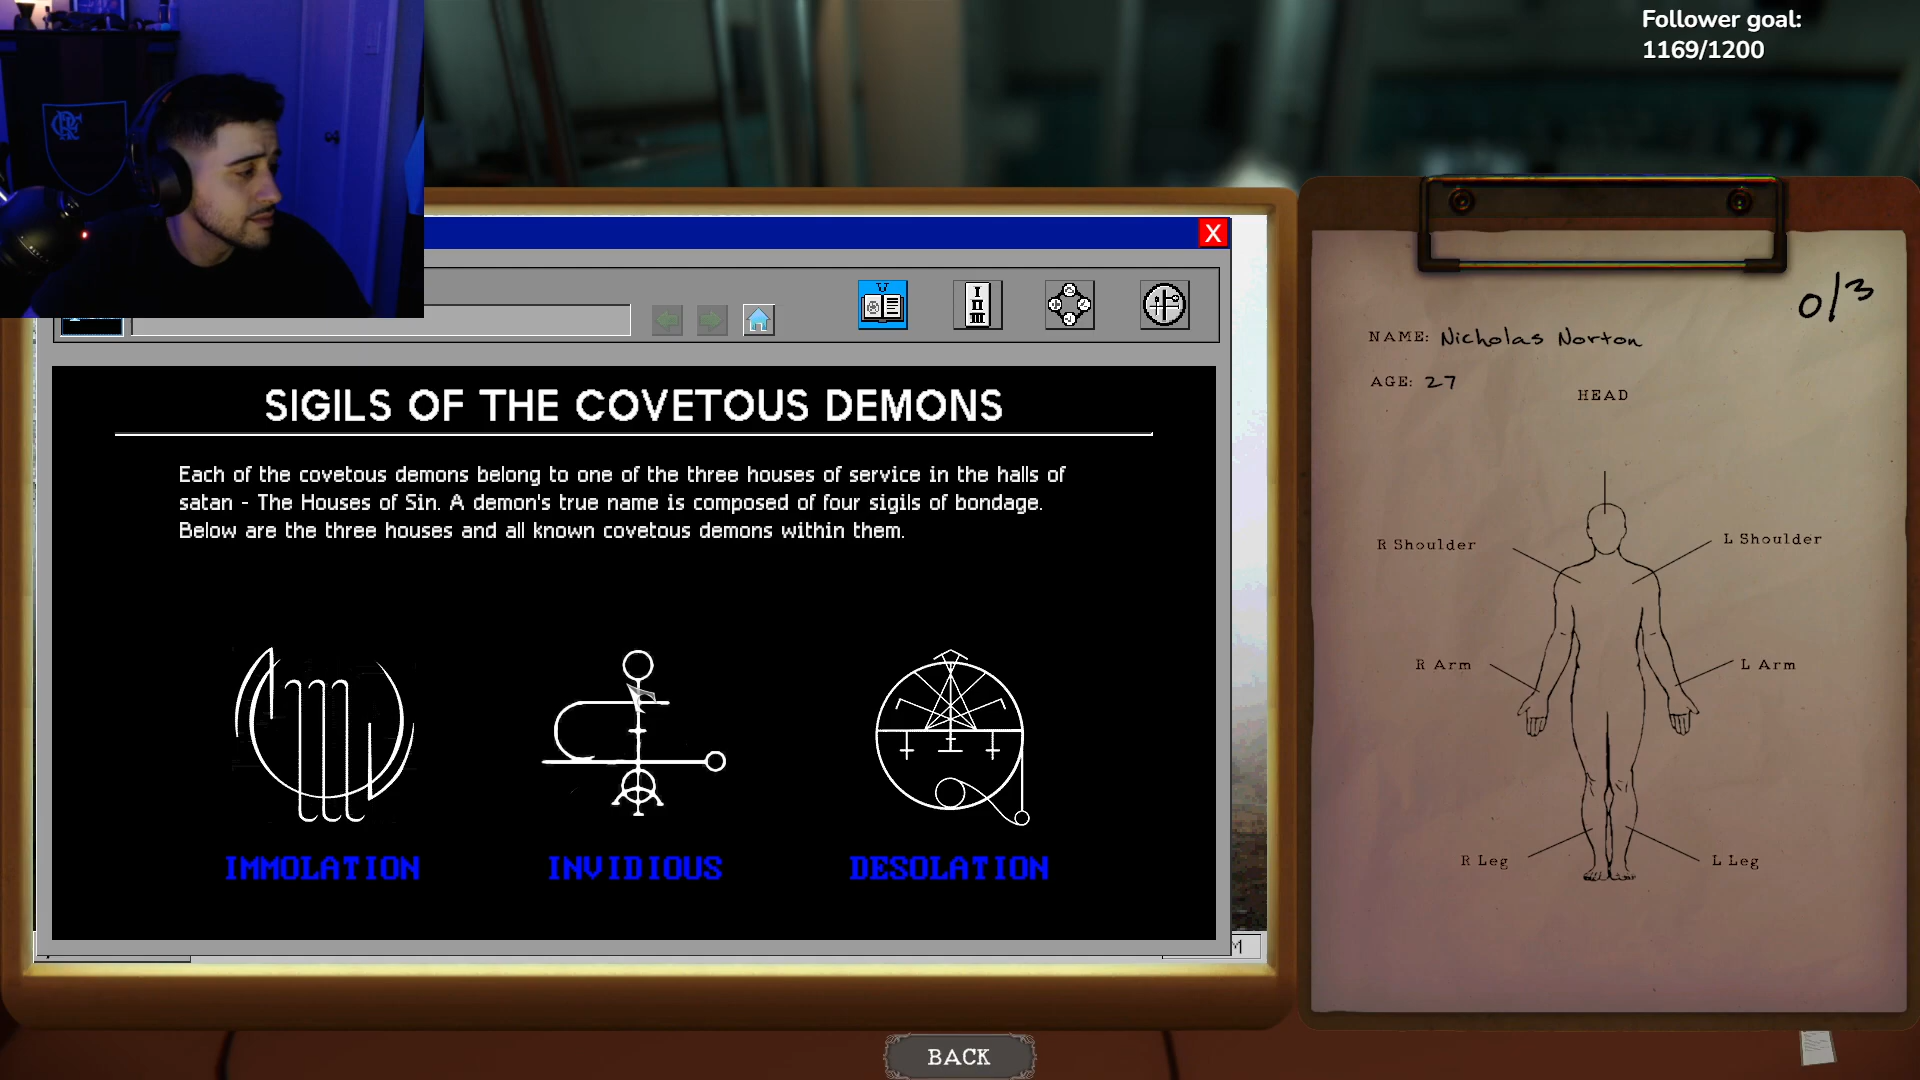 Follower goal:
1169/1200
X
SIGILS OF THE COVETOUS DEMONS
Each of the covetous demons belong to one of the three houses of service in the halls of
satan - The Houses of Sin. A demon's true name is composed of four sigils of bondage.
Below are the three houses and all known covetous demons within them.
IMMOLATION
INVIDIOUS
DESOLATION
0/3
NAME: Nicholas Norton
AGE: 27
HEAD
R Shoulder
L Shoulder
R Arm
L Arm
R Leg
L Leg
BACK